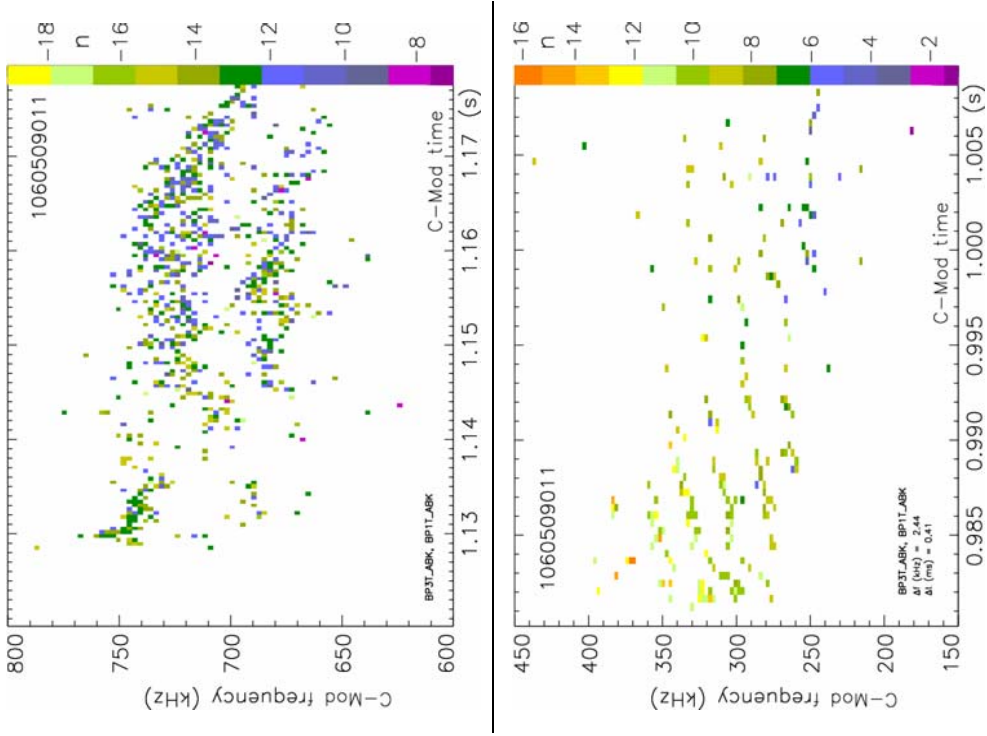 -18 n -16 -14 -12 -10 -8
1060509011
BP3T_ABK, BP1T_ABK
800 750 700 650 600
C-Mod frequency (kHz)
1.13 1.14 1.15 1.16 1.17
C-Mod time (s)
-16 n -14 -12 -10 -8 -6 -4 -2
1060509011
BP3T_ABK, BP1T_ABK
Δf (kHz) = 2.44
Δt (ms) = 0.41
450 400 350 300 250 200 150
C-Mod frequency (kHz)
0.985 0.990 0.995 1.000 1.005
C-Mod time (s)